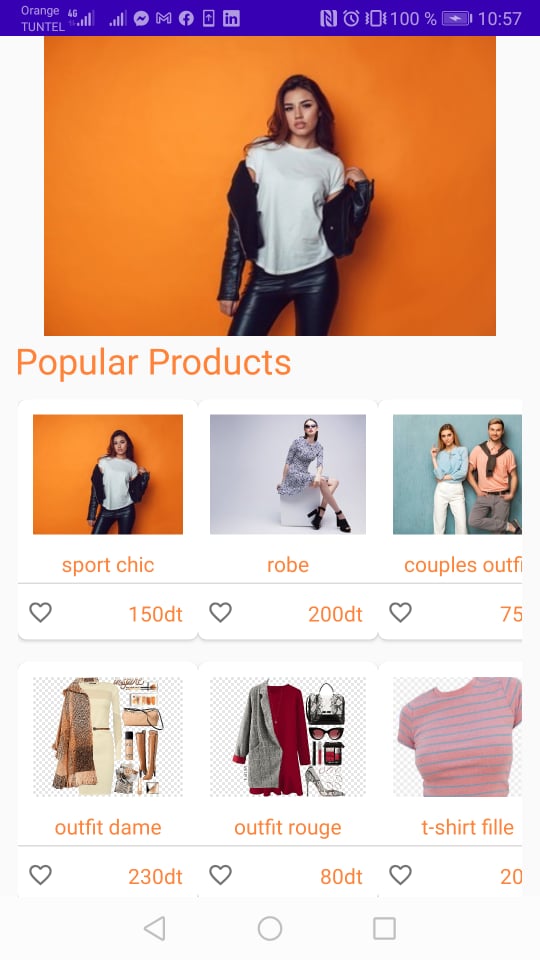 Orange 4G
TUNTEL
100 % 10:57
Popular Products
sport chic
robe
couples outfi
150dt
200dt
75
outfit dame
outfit rouge
t-shirt fille
230dt
80dt
20